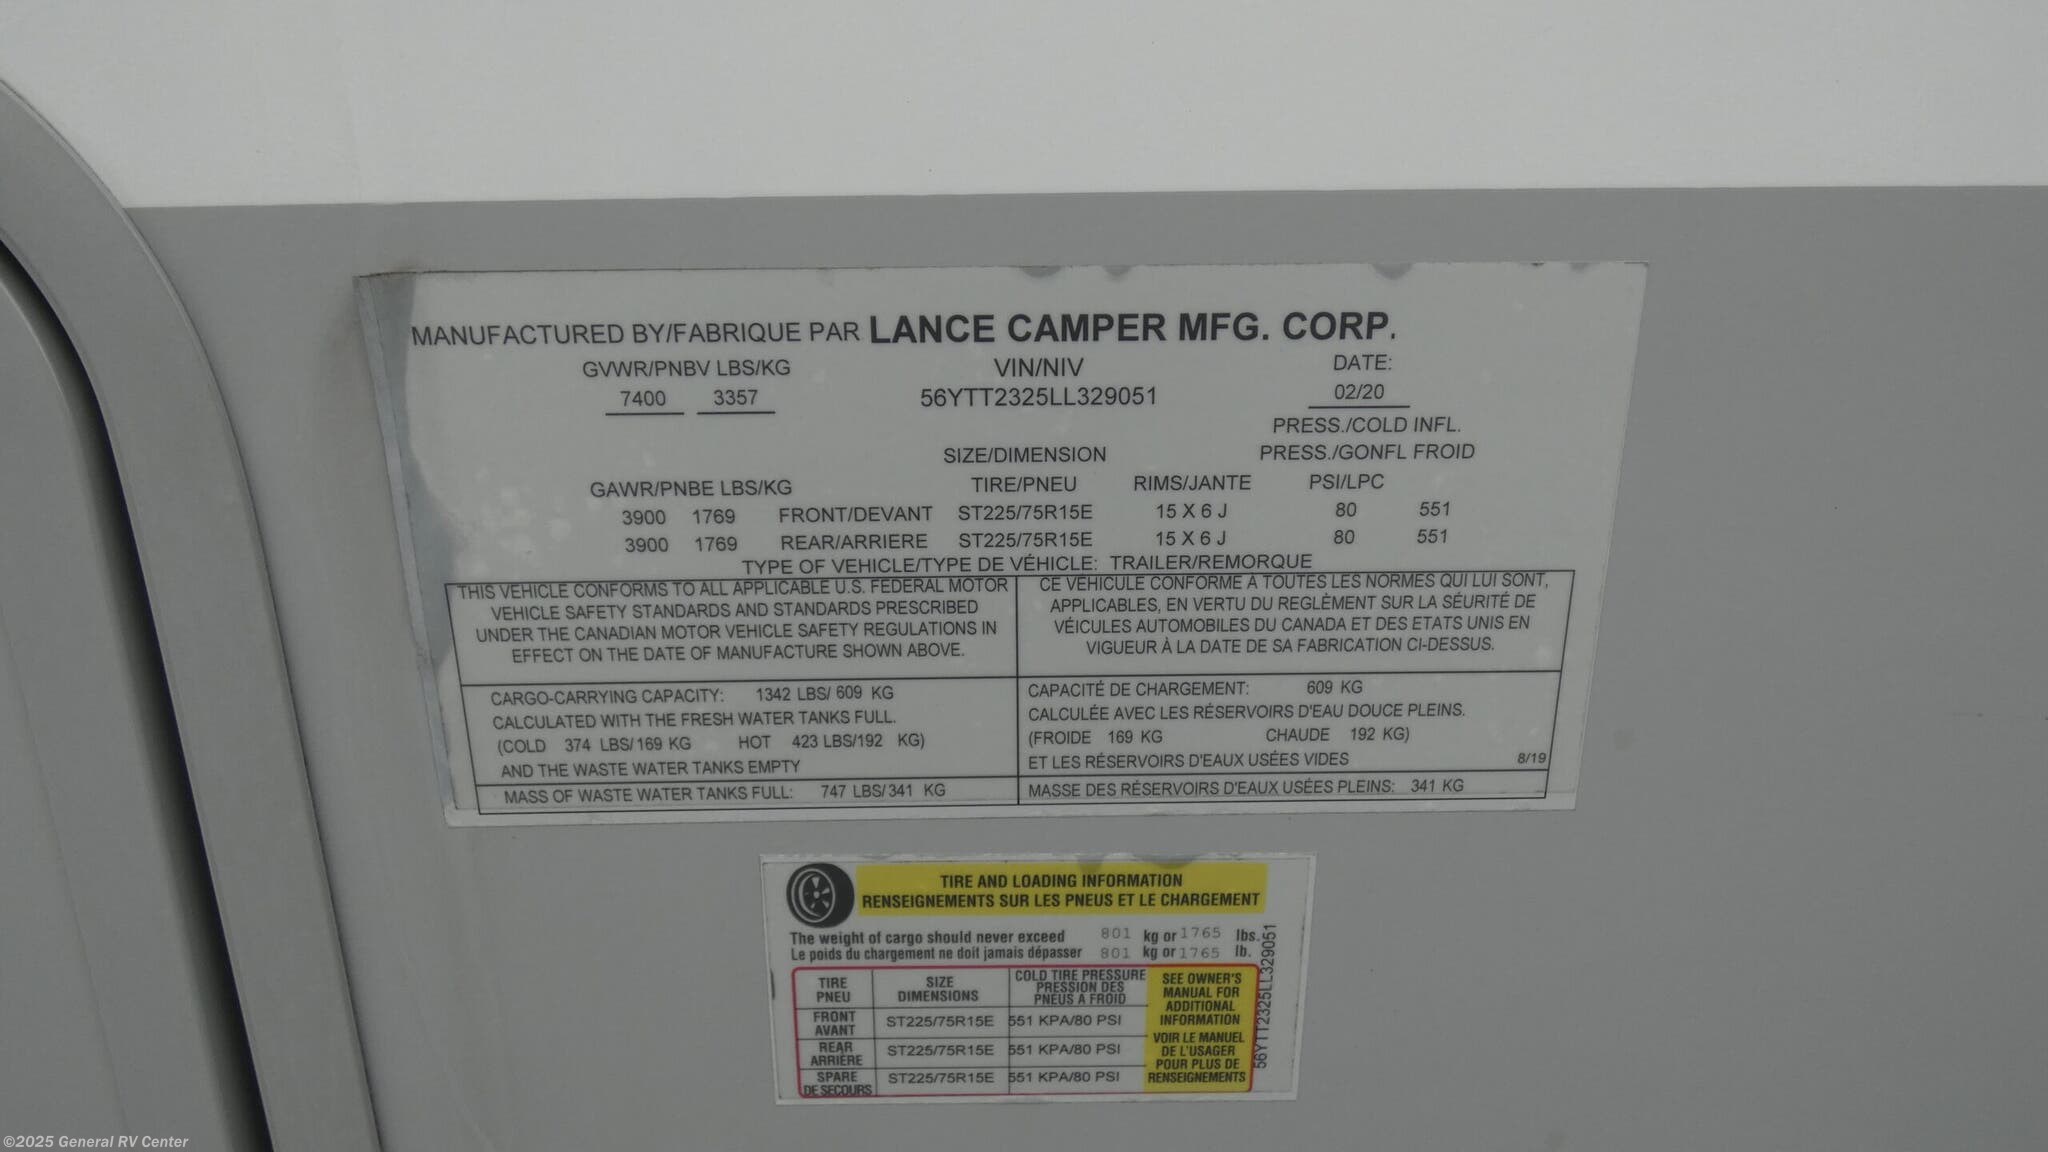 MANUFACTURED BY/FABRIQUE PAR LANCE CAMPER MFG. CORP.
GVWR/PNBV LBS/KG VIN/NIV DATE:
7400 3357 56YTT2325LL329051 02/20
PRESS./COLD INFL.
SIZE/DIMENSION PRESS./GONFL FROID
GAWR/PNBE LBS/KG TIRE/PNEU RIMS/JANTE PSI/LPC
3900 1769 FRONT/DEVANT ST225/75R15E 15 X 6 J 80 551
3900 1769 REAR/ARRIERE ST225/75R15E 15 X 6 J 80 551
TYPE OF VEHICLE/TYPE DE VÉHICLE: TRAILER/REMORQUE
THIS VEHICLE CONFORMS TO ALL APPLICABLE U.S. FEDERAL MOTOR
VEHICLE SAFETY STANDARDS AND STANDARDS PRESCRIBED
UNDER THE CANADIAN MOTOR VEHICLE SAFETY REGULATIONS IN
EFFECT ON THE DATE OF MANUFACTURE SHOWN ABOVE.
CE VEHICULE CONFORME A TOUTES LES NORMES QUI LUI SONT,
APPLICABLES, EN VERTU DU REGLÈMENT SUR LA SÉURITÉ DE
VÉICULES AUTOMOBILES DU CANADA ET DES ETATS UNIS EN
VIGUEUR À LA DATE DE SA FABRICATION CI-DESSUS.
CARGO-CARRYING CAPACITY: 1342 LBS/ 609 KG
CALCULATED WITH THE FRESH WATER TANKS FULL.
(COLD 374 LBS/ 169 KG HOT 423 LBS/192 KG)
AND THE WASTE WATER TANKS EMPTY
CAPACITÉ DE CHARGEMENT: 609 KG
CALCULÉE AVEC LES RÉSERVOIRS D'EAU DOUCE PLEINS.
(FROIDE 169 KG CHAUDE 192 KG)
ET LES RÉSERVOIRS D'EAUX USÉES VIDES 8/19
MASS OF WASTE WATER TANKS FULL: 747 LBS/ 341 KG
MASSE DES RÉSERVOIRS D'EAUX USÉES PLEINS: 341 KG
TIRE AND LOADING INFORMATION
RENSEIGNEMENTS SUR LES PNEUS ET LE CHARGEMENT
The weight of cargo should never exceed 801 kg or 1765 lbs.
Le poids du chargement ne doit jamais dépasser 801 kg or 1765 lb.
TIRE SIZE COLD TIRE PRESSURE
PNEU DIMENSIONS PRESSION DES
PNEUS A FROID
FRONT
AVANT ST225/75R15E 551 KPA/80 PSI
REAR
ARRIÈRE ST225/75R15E 551 KPA/80 PSI
SPARE
DE SECOURS ST225/75R15E 551 KPA/80 PSI
SEE OWNER'S
MANUAL FOR
ADDITIONAL
INFORMATION
VOIR LE MANUEL
DE L'USAGER
POUR PLUS DE
RENSEIGNEMENTS
56YTT2325LL329051
©2025 General RV Center